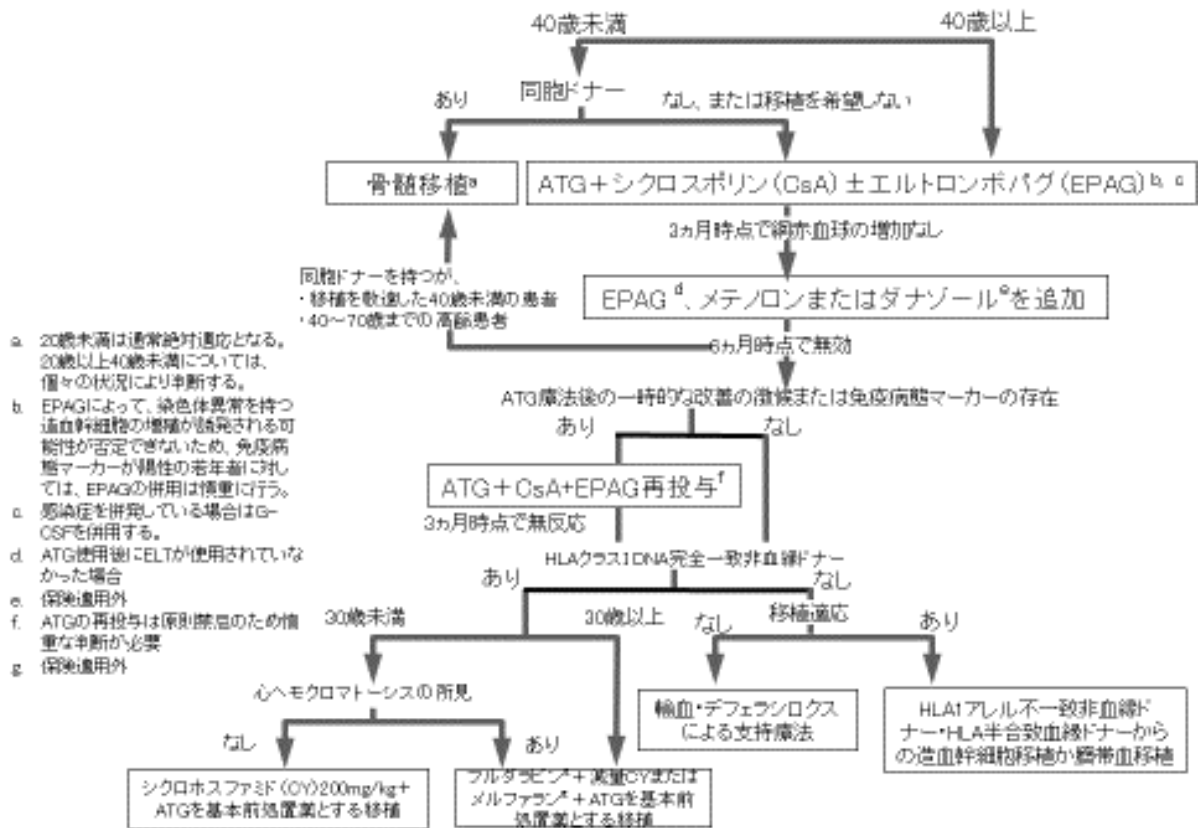 40歳未満
40歳以上
同胞ドナー
あり
なし、または移植を希望しない
骨髄移植a
ATG＋シクロスポリン(CsA)±エルトロンボパグ(EPAG) b, c
3ヵ月時点で網赤血球の増加なし
同胞ドナーを持つが、
・移植を敬遠した40歳未満の患者
・40～70歳までの高齢患者
EPAG d、メテノロンまたはダナゾールeを追加
6ヵ月時点で無効
ATG療法後の一時的な改善の徴候または免疫病態マーカーの存在
あり
なし
ATG＋CsA+EPAG再投与f
3ヵ月時点で無反応
HLAクラスI DNA完全一致非血縁ドナー
あり
なし
30歳未満
30歳以上
移植適応
なし
あり
心ヘモクロマトーシスの所見
なし
あり
輸血・デフェラシロクス
による支持療法
HLA1アレル不一致非血縁ド
ナー・HLA半合致血縁ドナーから
の造血幹細胞移植か臍帯血移植
シクロホスファミド(CY)200mg/kg＋
ATGを基本前処置薬とする移植
フルダラビンg＋減量CYまたは
メルファランg＋ATGを基本前
処置薬とする移植
a. 20歳未満は通常絶対適応となる。
20歳以上40歳未満については、
個々の状況により判断する。
b. EPAGによって、染色体異常を持つ
造血幹細胞の増殖が誘発される可
能性が否定できないため、免疫病
態マーカーが陽性の若年者に対し
ては、EPAGの併用は慎重に行う。
c. 感染症を併発している場合はG-
CSFを併用する。
d. ATG使用後にELTが使用されていな
かった場合
e. 保険適用外
f. ATGの再投与は原則禁忌のため慎
重な判断が必要
g. 保険適用外